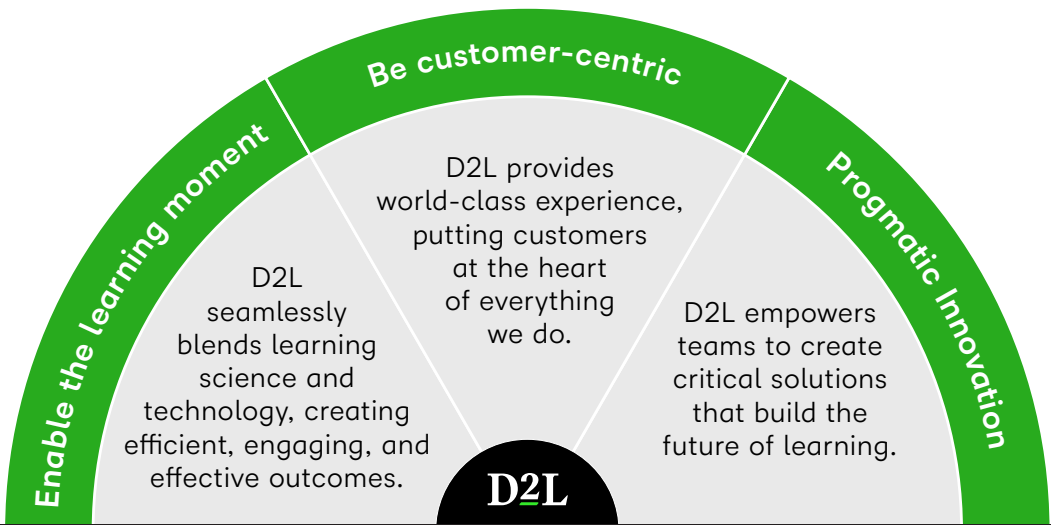 Enable the learning moment
D2L
seamlessly
blends learning
science and
technology, creating
efficient, engaging, and
effective outcomes.
Be customer-centric
D2L provides
world-class experience,
putting customers
at the heart
of everything
we do.
Progmatic Innovation
D2L empowers
teams to create
critical solutions
that build the
future of learning.
D2L